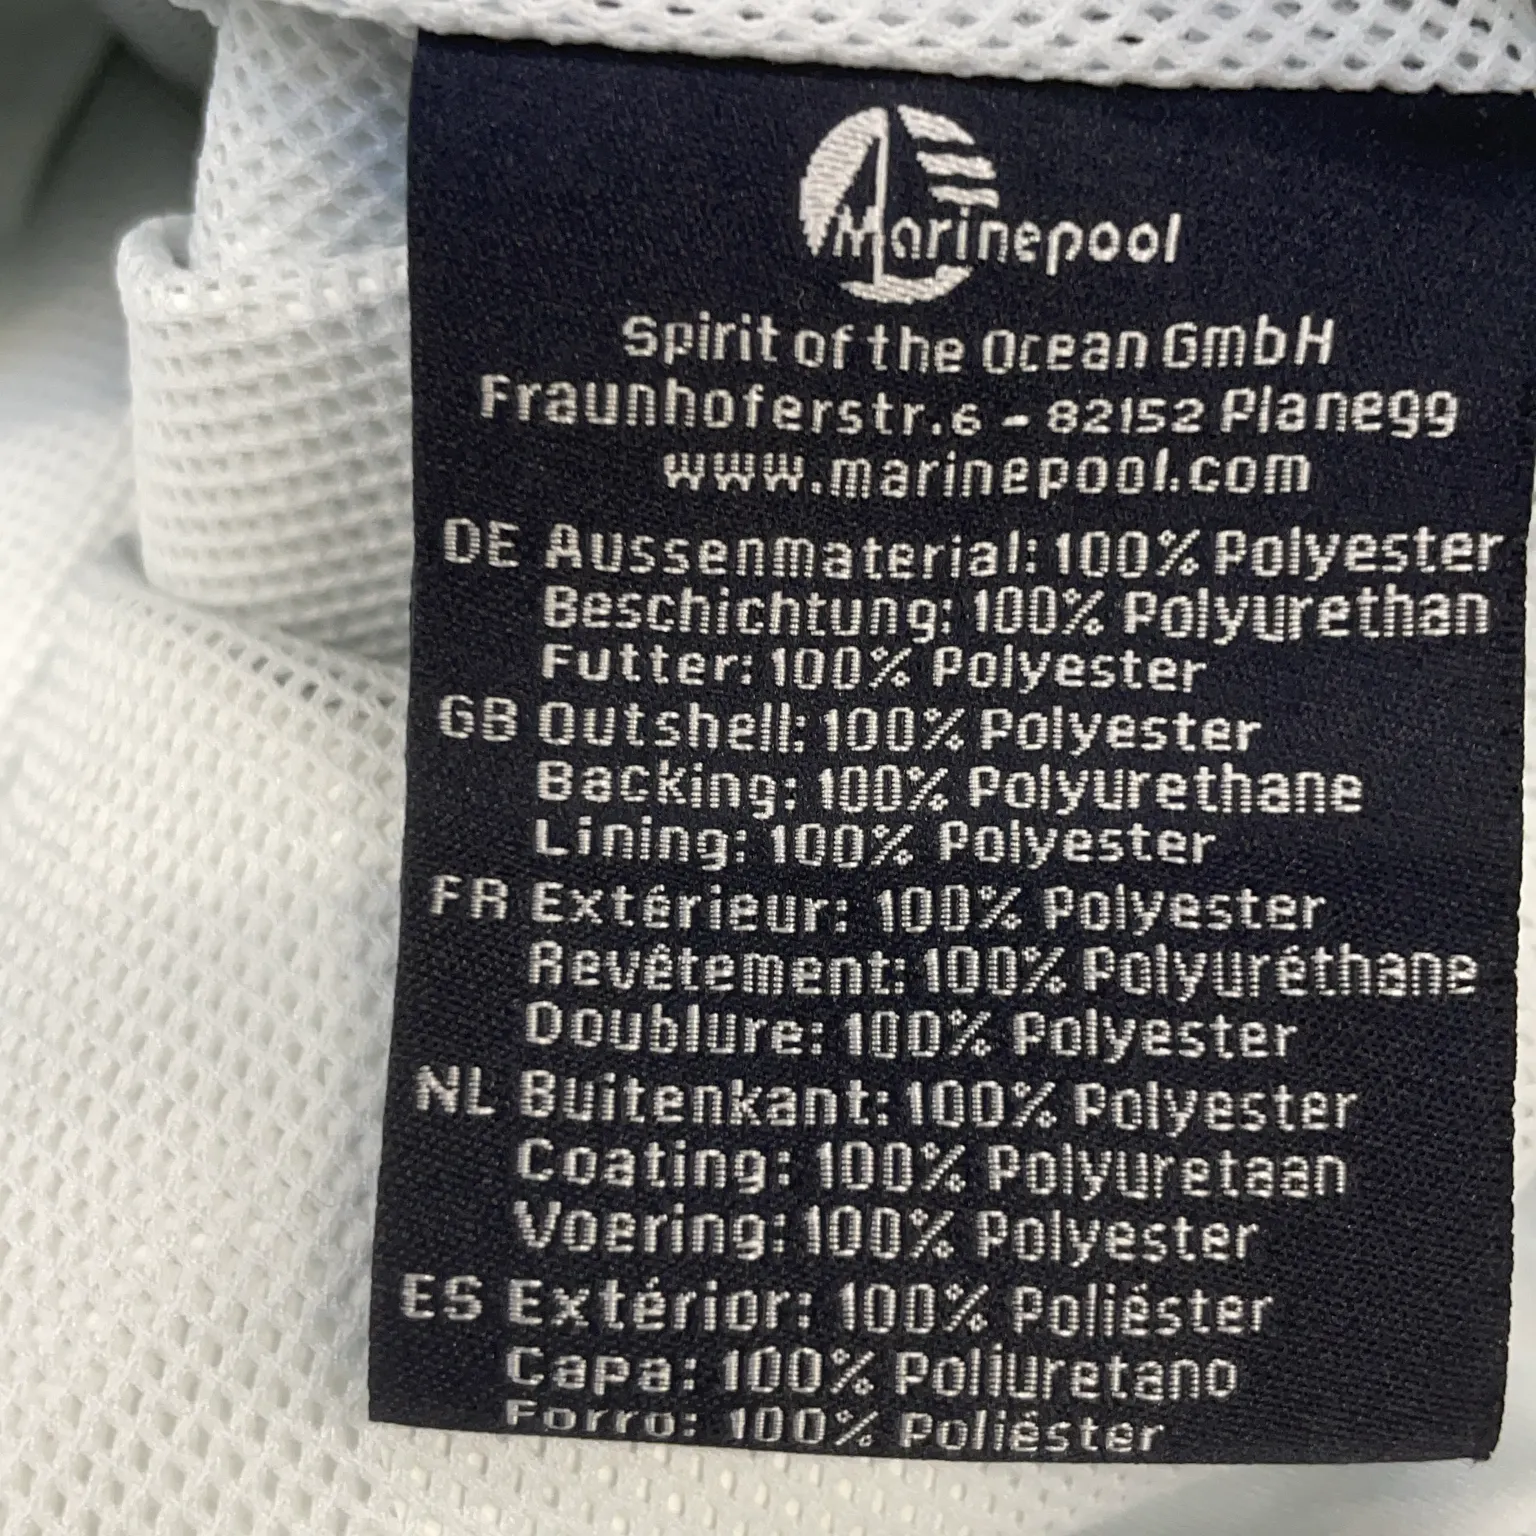 Marinepool
Spirit of the Ocean GmbH
Fraunhoferstr.6 - 82152 Planegg
www.marinepool.com
DE Aussenmaterial: 100% Polyester
Beschichtung: 100% Polyurethan
Futter: 100% Polyester
GB Outshell: 100% Polyester
Backing: 100% Polyurethane
Lining: 100% Polyester
FR Extérieur: 100% Polyester
Revêtement: 100% Polyuréthane
Doublure: 100% Polyester
NL Buitenkant: 100% Polyester
Coating: 100% Polyuretaan
Voering: 100% Polyester
ES Extérior: 100% Poliéster
Capa: 100% Poliuretano
Forro: 100% Poliéster